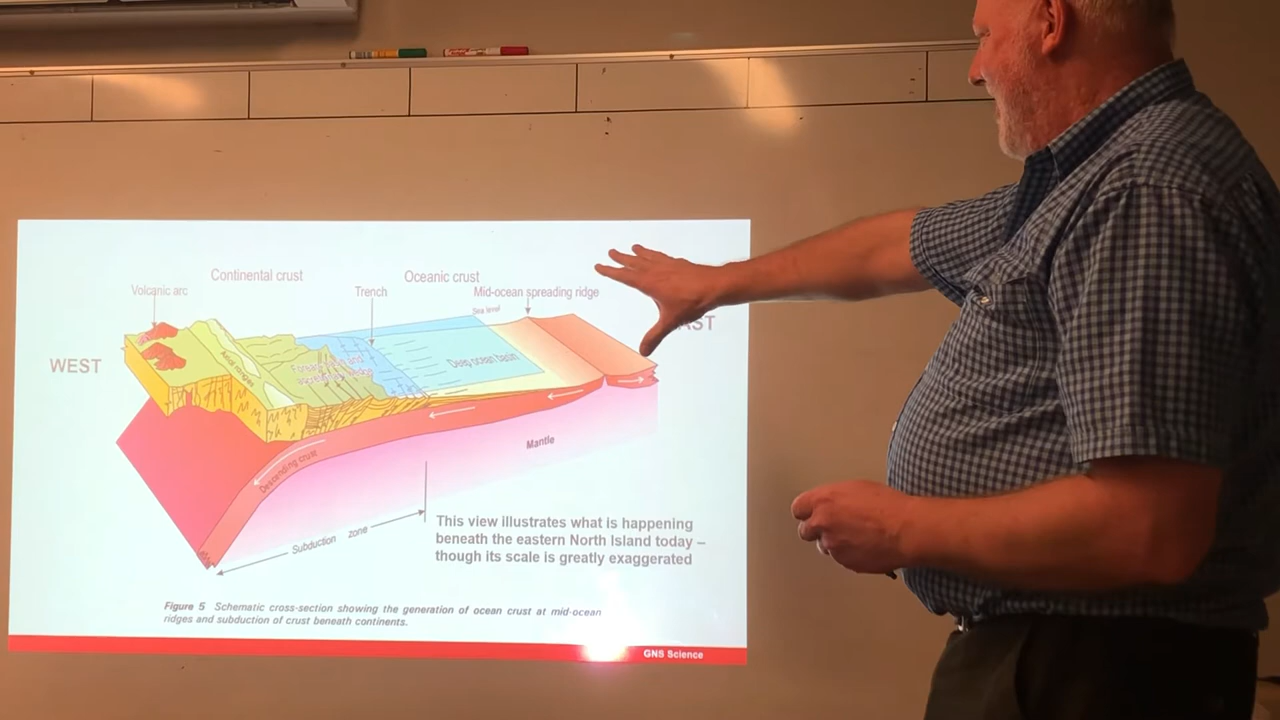 Continental crust
Oceanic crust
Volcanic arc
Trench
Mid-ocean spreading ridge
Sea level
WEST
AST
Axial ranges
Deep ocean basin
Mantle
Descending crust
Subduction zone
This view illustrates what is happening
beneath the eastern North Island today –
though its scale is greatly exaggerated
Figure 5 Schematic cross-section showing the generation of ocean crust at mid-ocean
ridges and subduction of crust beneath continents.
GNS Science